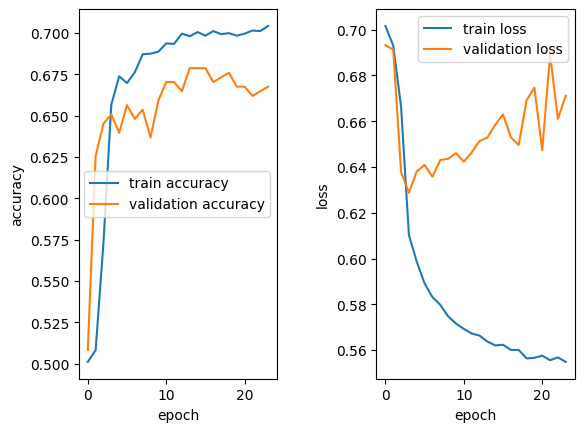 accuracy
0.700
0.675
0.650
0.625
0.600
0.575
0.550
0.525
0.500
train accuracy
validation accuracy
0
10
20
epoch
loss
0.70
0.68
0.66
0.64
0.62
0.60
0.58
0.56
train loss
validation loss
0
20
epoch